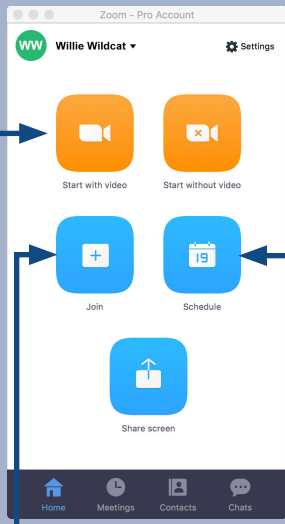 Zoom - Pro Account
WW Willie Wildcat Settings
Start with video Start without video
19
Join Schedule
Share screen
Home Meetings Contacts Chats